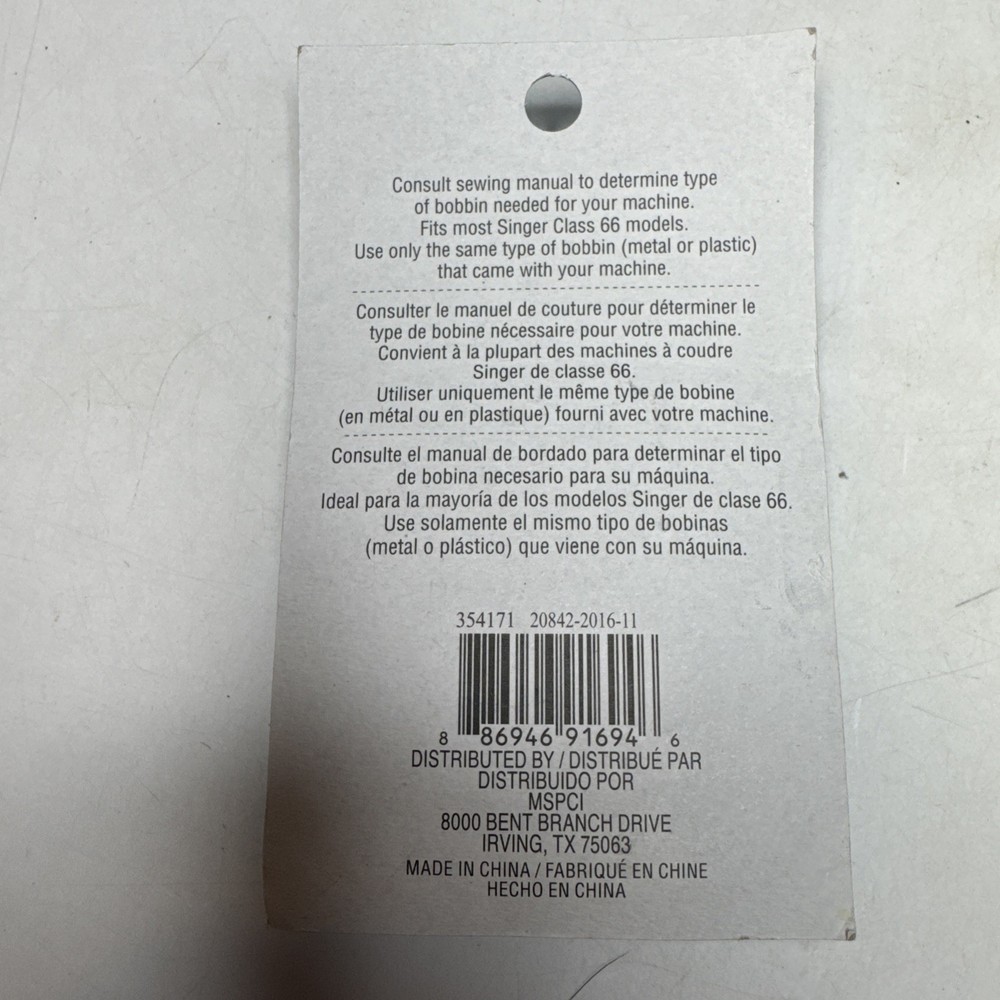 Consult sewing manual to determine type
of bobbin needed for your machine.
Fits most Singer Class 66 models.
Use only the same type of bobbin (metal or plastic)
that came with your machine.
Consulter le manuel de couture pour déterminer le
type de bobine nécessaire pour votre machine.
Convient à la plupart des machines à coudre
Singer de classe 66.
Utiliser uniquement le même type de bobine
(en métal ou en plastique) fourni avec votre machine.
Consulte el manual de bordado para determinar el tipo
de bobina necesario para su máquina.
Ideal para la mayoría de los modelos Singer de clase 66.
Use solamente el mismo tipo de bobinas
(metal o plástico) que viene con su máquina.
354171 20842-2016-11
8 86946 91694 6
DISTRIBUTED BY / DISTRIBUÉ PAR
DISTRIBUIDO POR
MSPCI
8000 BENT BRANCH DRIVE
IRVING, TX 75063
MADE IN CHINA / FABRIQUÉ EN CHINE
HECHO EN CHINA